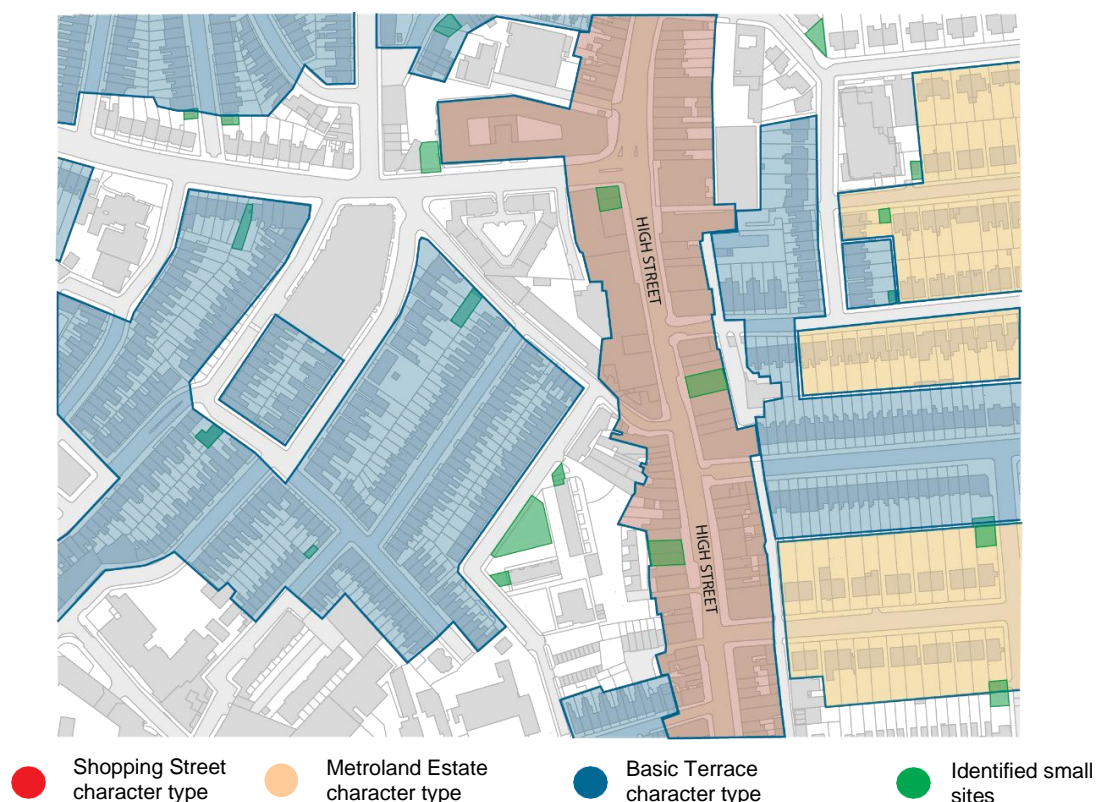 HIGH STREET
HIGH STREET
Shopping Street
character type
Metroland Estate
character type
Basic Terrace
character type
Identified small
sites